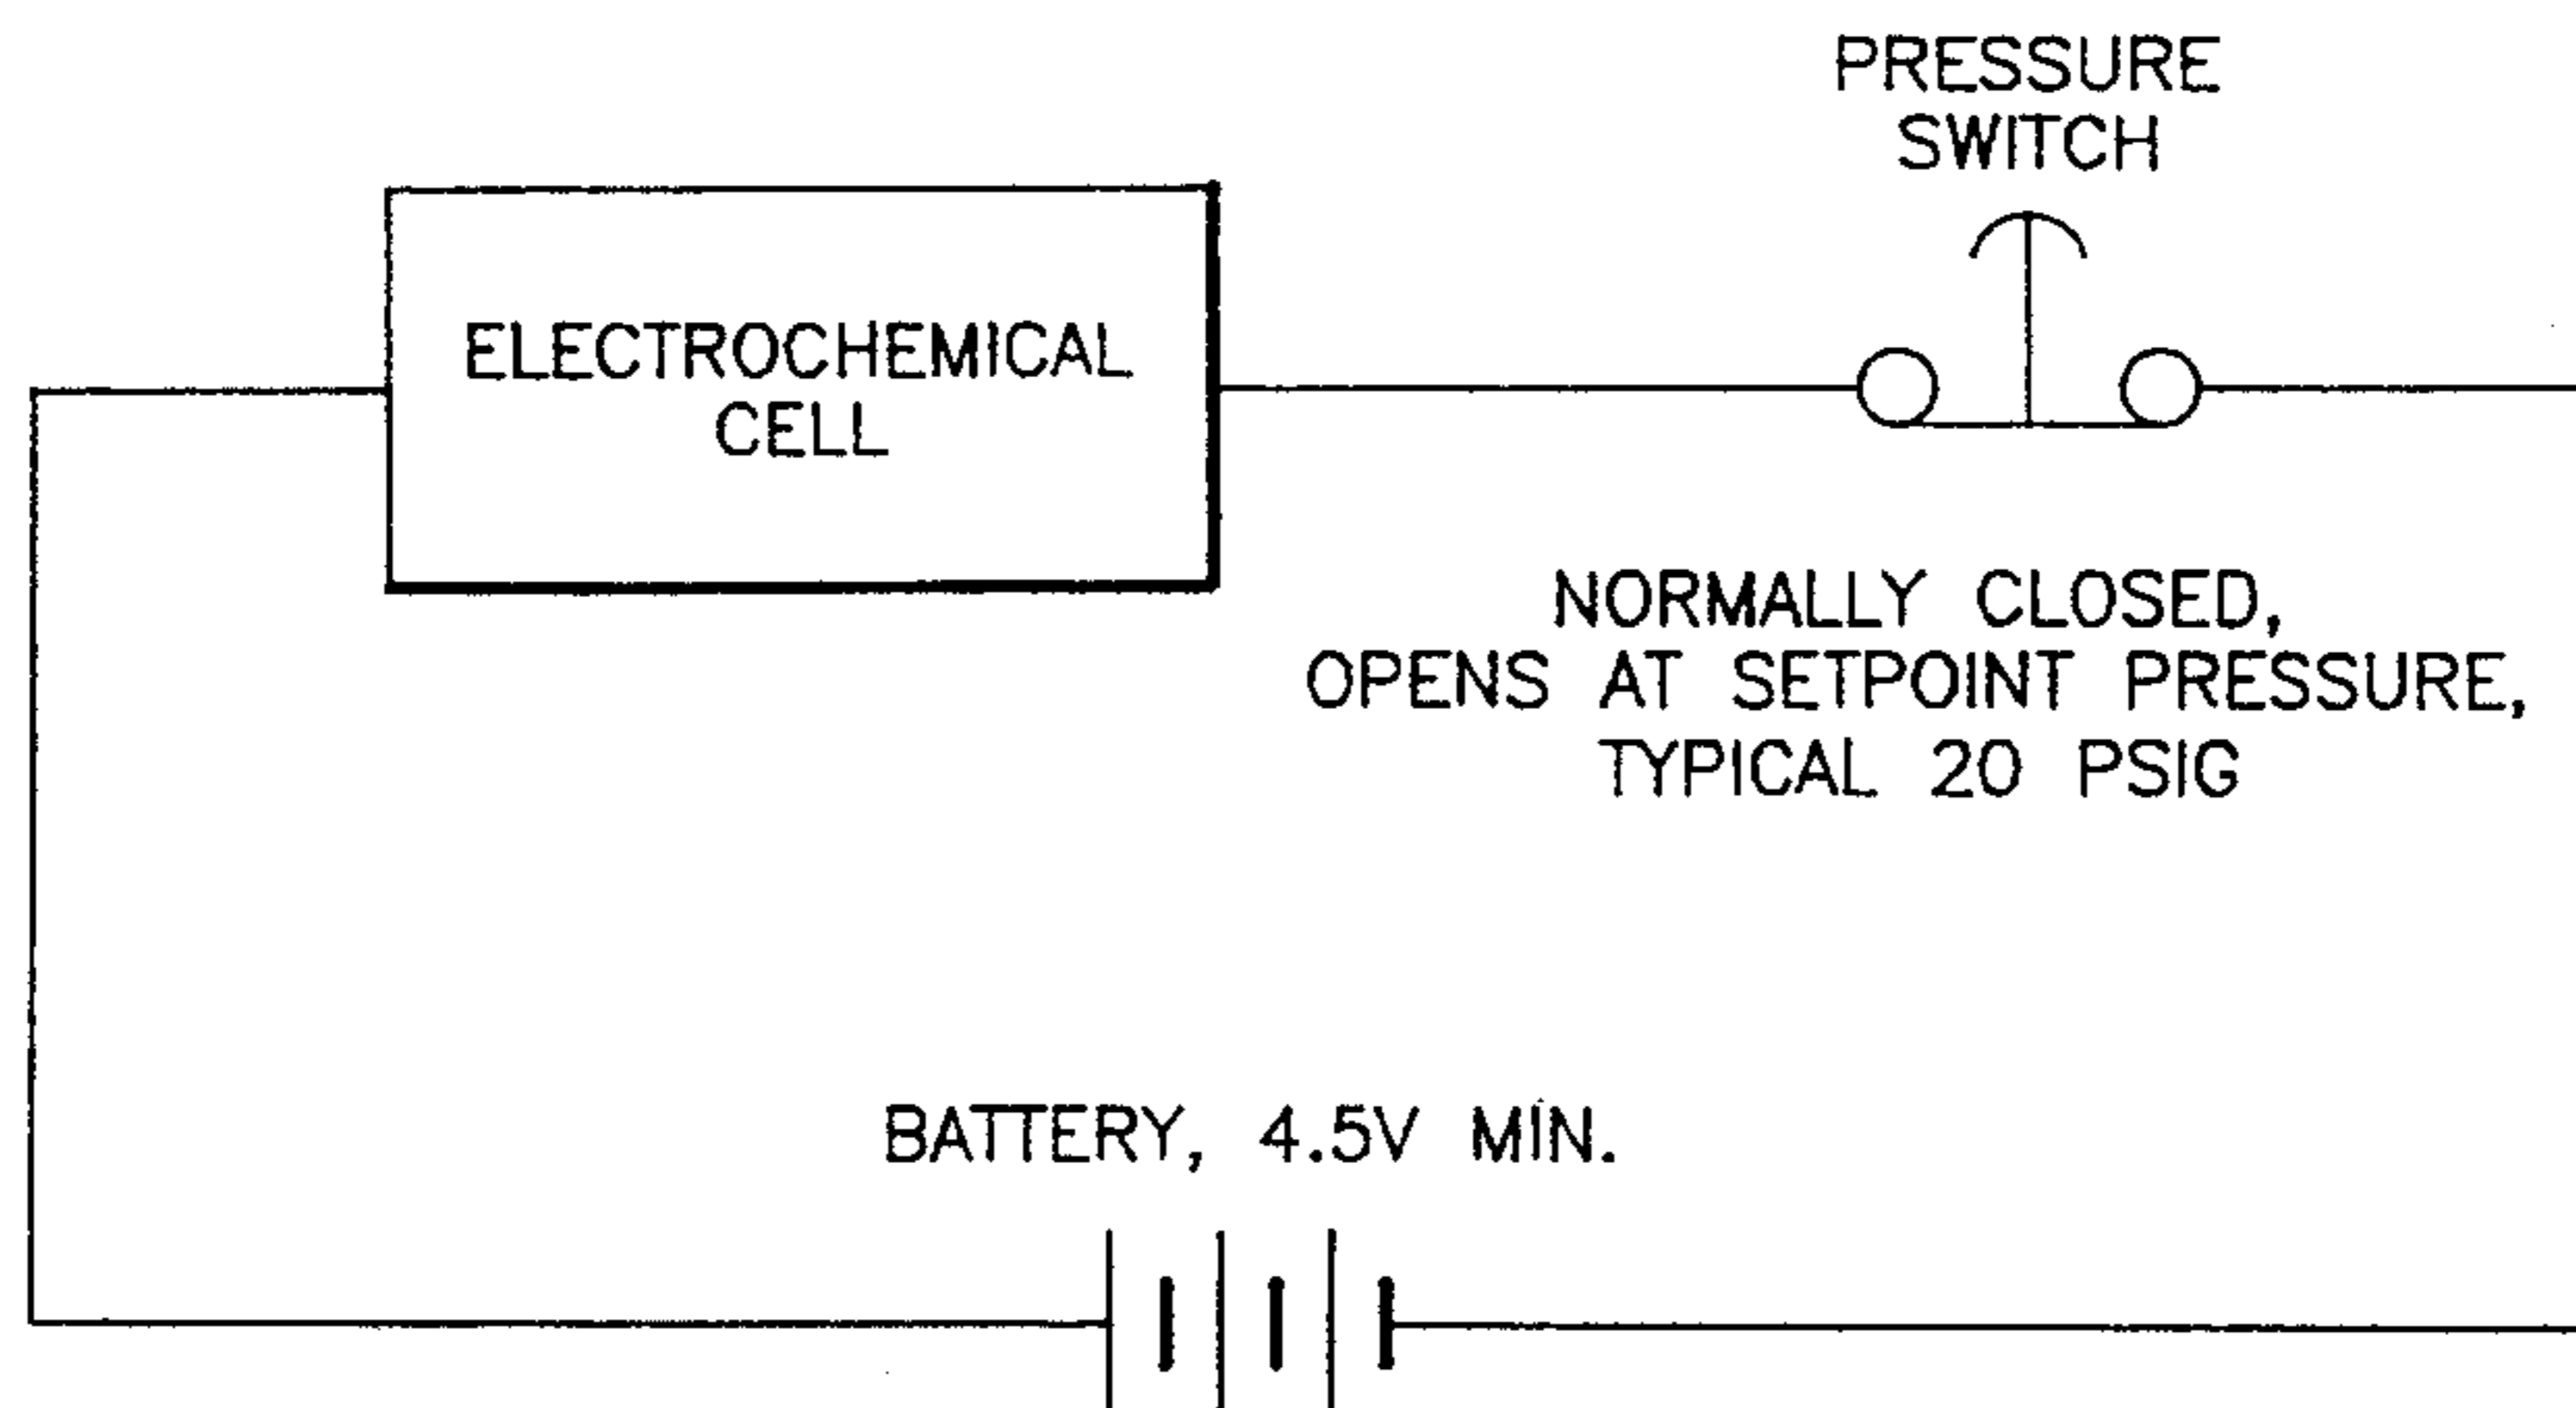 PRESSURE
SWITCH
ELECTROCHEMICAL
CELL
NORMALLY CLOSED,
OPENS AT SETPOINT PRESSURE,
TYPICAL 20 PSIG
BATTERY, 4.5V MIN.